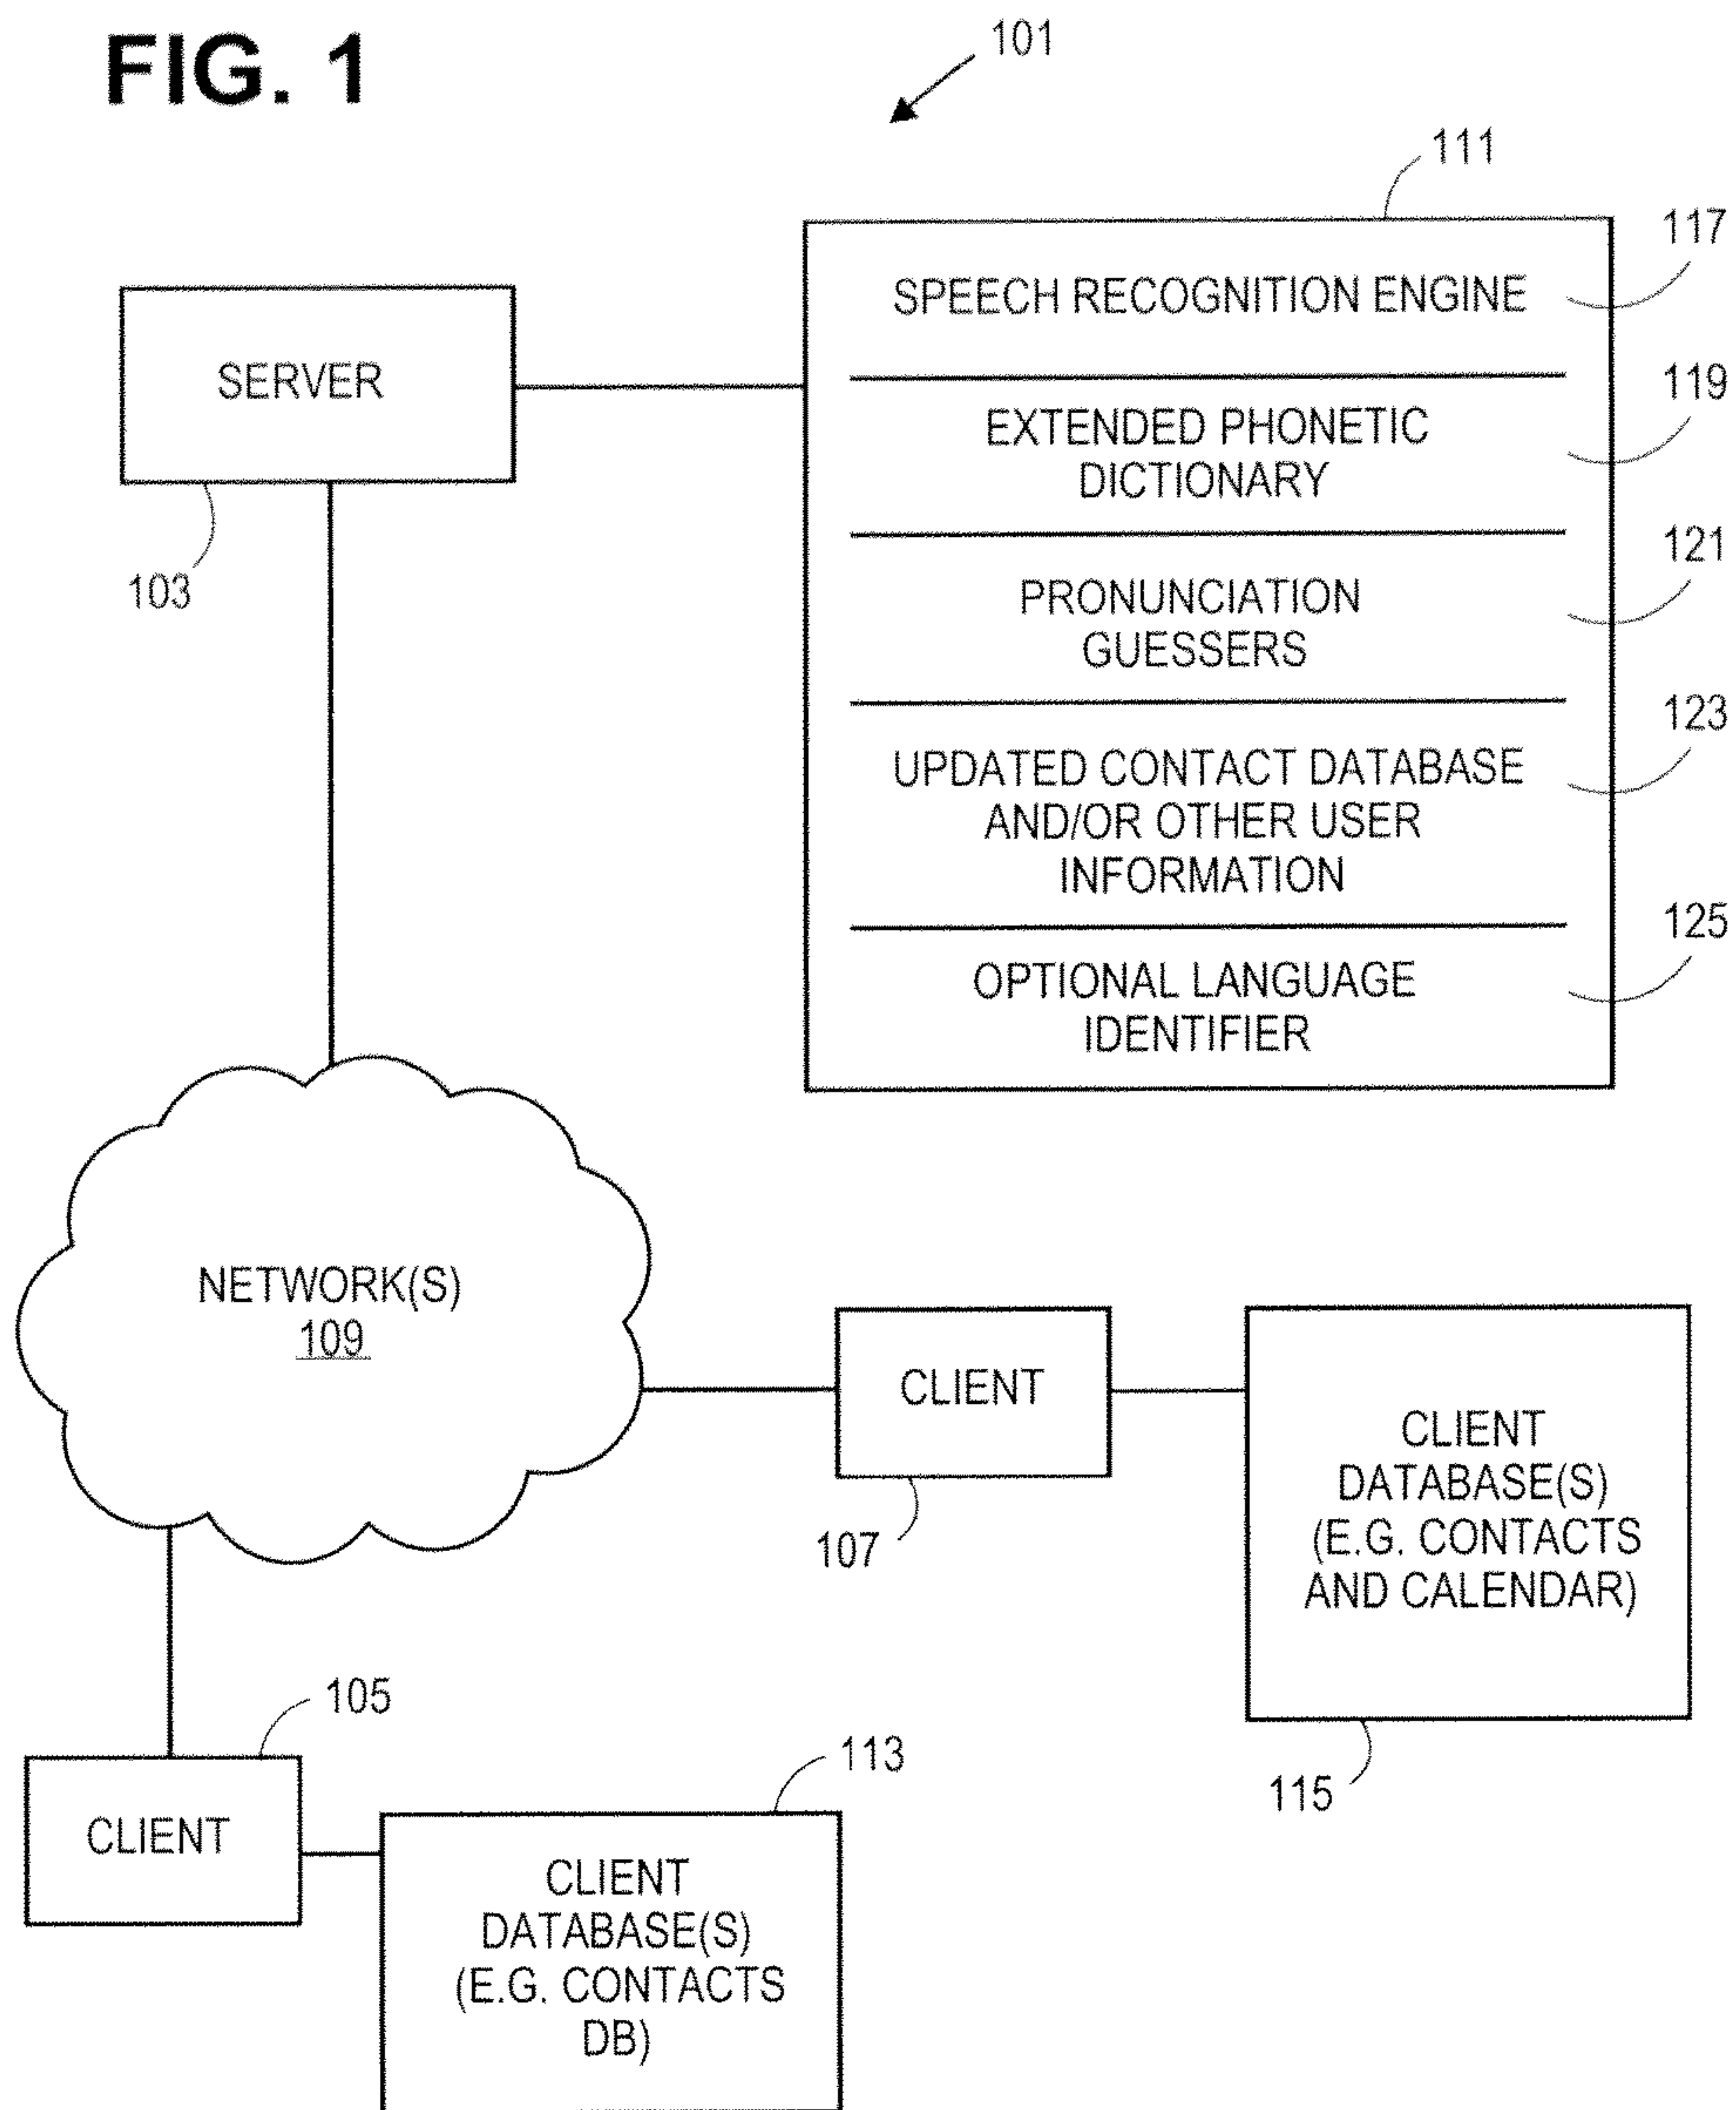 FIG. 1
101
111
117
SPEECH RECOGNITION ENGINE
SERVER
119
EXTENDED PHONETIC
DICTIONARY
103
121
PRONUNCIATION
GUESSERS
123
UPDATED CONTACT DATABASE
AND/OR OTHER USER
INFORMATION
125
OPTIONAL LANGUAGE
IDENTIFIER
NETWORK(S)
109
CLIENT
107
CLIENT
DATABASE(S)
(E.G. CONTACTS
AND CALENDAR)
115
105
CLIENT
113
CLIENT
DATABASE(S)
(E.G. CONTACTS
DB)